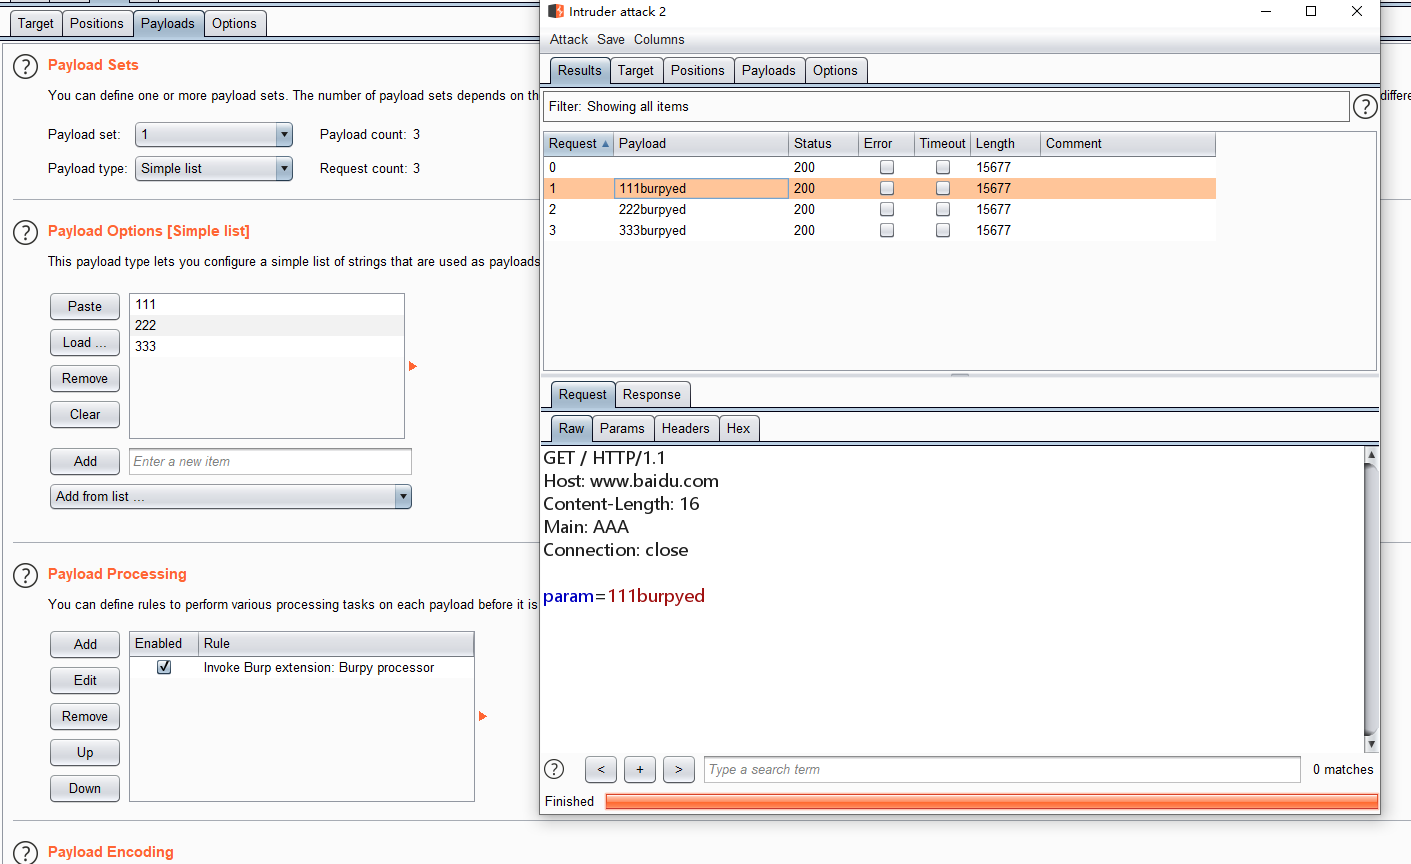 Target Positions Payloads Options
Payload Sets
You can define one or more payload sets. The number of payload sets depends on th
Payload set: 1 Payload count: 3
Payload type: Simple list Request count: 3
Payload Options [Simple list]
This payload type lets you configure a simple list of strings that are used as payloads
Paste
Load ...
Remove
Clear
111
222
333
Add Enter a new item
Add from list ...
Payload Processing
You can define rules to perform various processing tasks on each payload before it is
Add
Edit
Remove
Up
Down
Enabled Rule
Invoke Burp extension: Burpy processor
Payload Encoding
Intruder attack 2
Attack Save Columns
Results Target Positions Payloads Options
Filter: Showing all items
?
differe
Request Payload Status Error Timeout Length Comment
0 200 15677
1 111burpyed 200 15677
2 222burpyed 200 15677
3 333burpyed 200 15677
Request Response
Raw Params Headers Hex
GET / HTTP/1.1
Host: www.baidu.com
Content-Length: 16
Main: AAA
Connection: close
param=111burpyed
? < + > Type a search term 0 matches
Finished